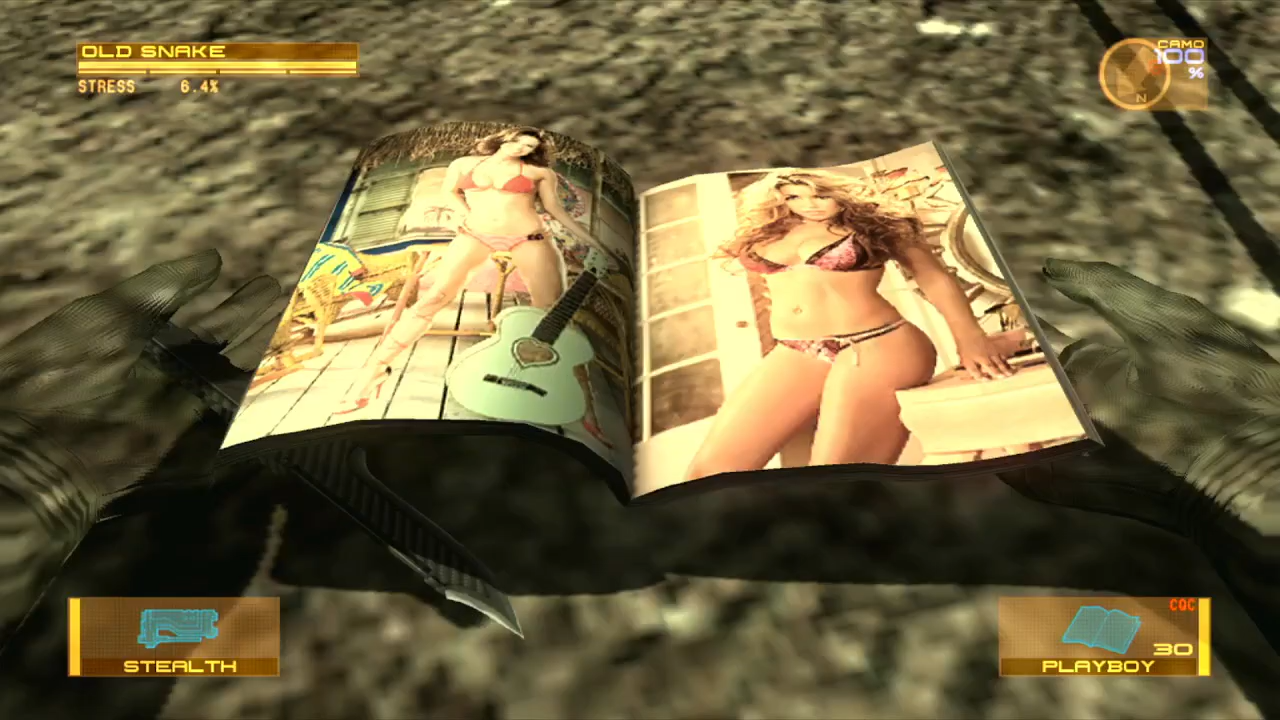 OLD SNAKE
STRESS 6.4%
CAMO
100
%
N
STEALTH
CQC
30
PLAYBOY